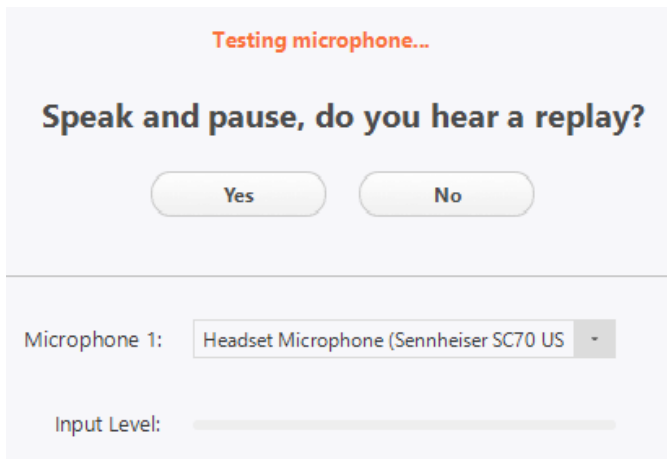 Testing microphone...
Speak and pause, do you hear a replay?
Yes No
Microphone 1: Headset Microphone (Sennheiser SC70 US
Input Level: